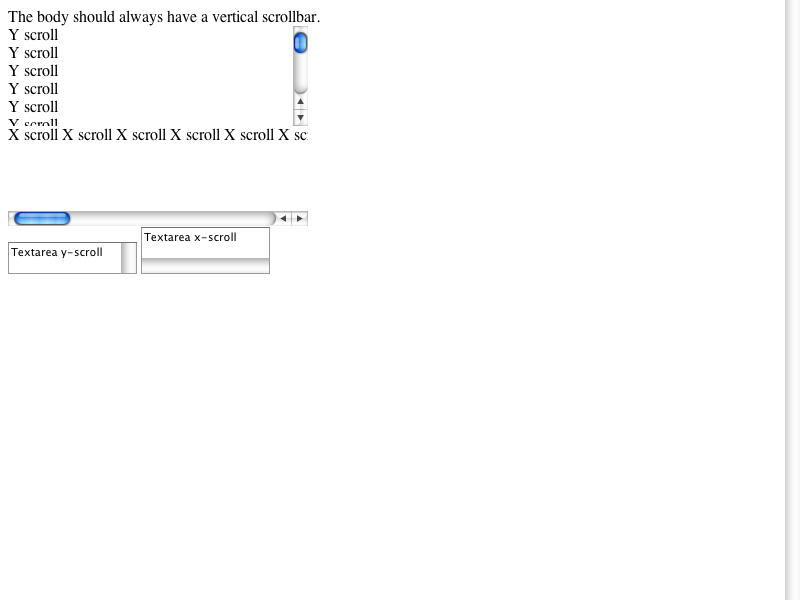 The body should always have a vertical scrollbar.
Y scroll
Y scroll
Y scroll
Y scroll
Y scroll
Y scroll
X scroll X scroll X scroll X scroll X scroll X sc
Textarea y-scroll
Textarea x-scroll